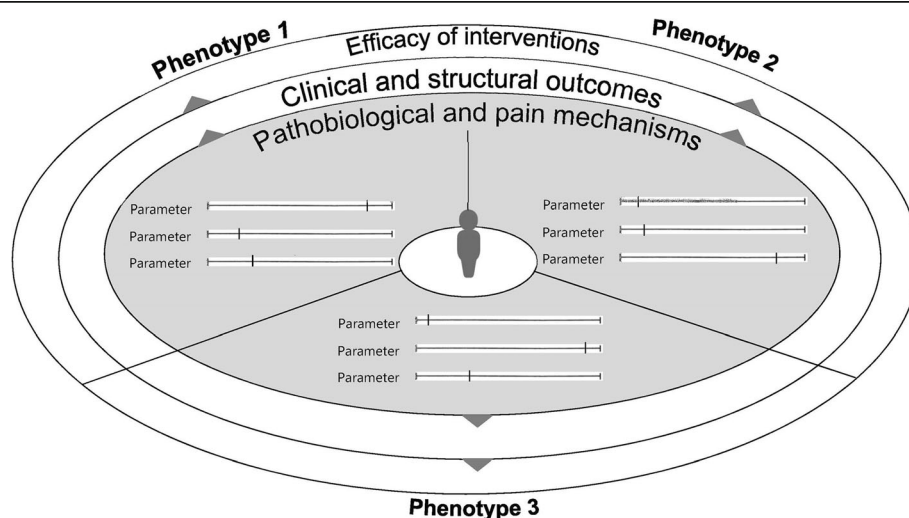 Phenotype 1
Efficacy of interventions
Phenotype 2
Clinical and structural outcomes
Pathobiological and pain mechanisms
Parameter
Parameter
Parameter
Parameter
Parameter
Parameter
Parameter
Parameter
Parameter
Phenotype 3